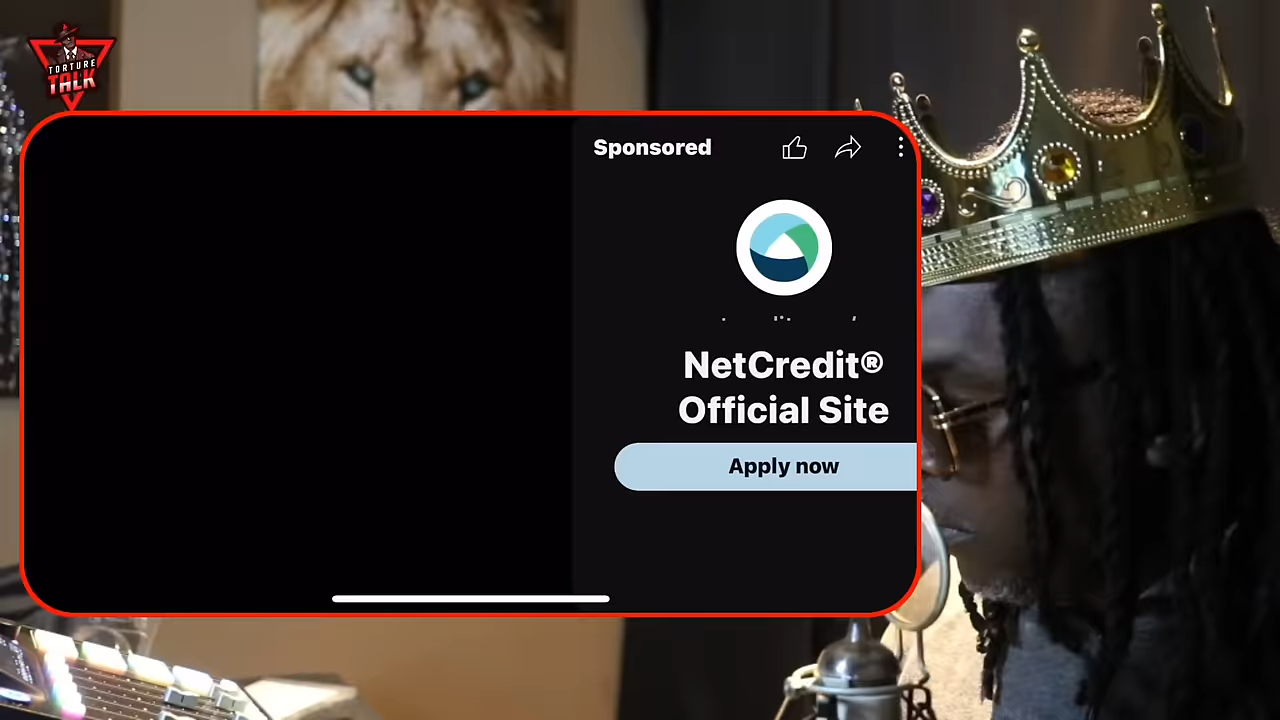 TORTURE
TALK
Sponsored
NetCredit®
Official Site
Apply now